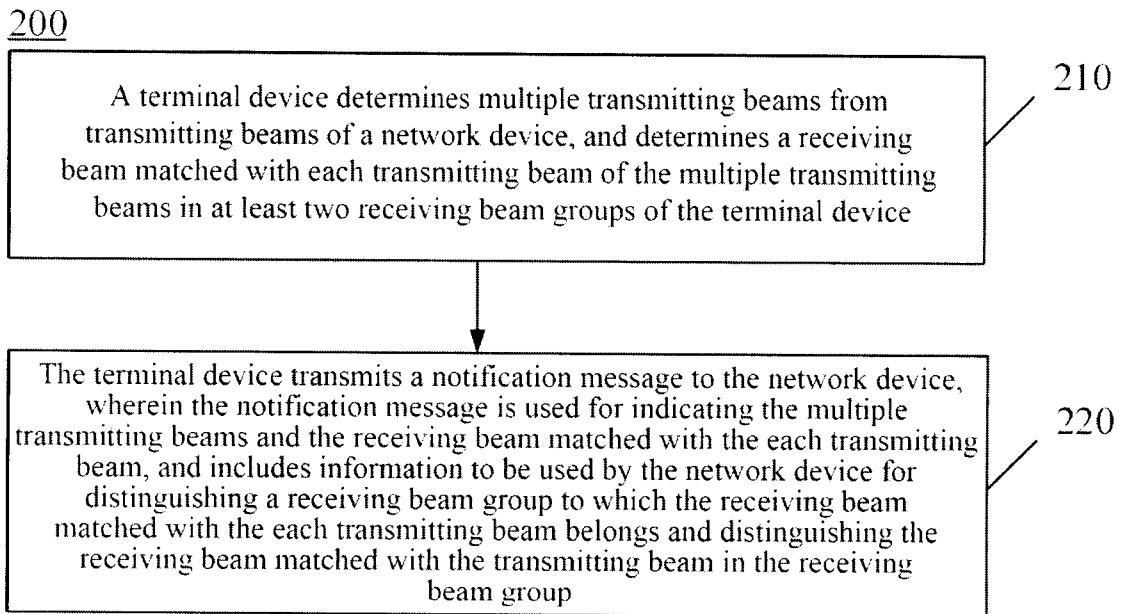 200
210
A terminal device determines multiple transmitting beams from
transmitting beams of a network device, and determines a receiving
beam matched with each transmitting beam of the multiple transmitting
beams in at least two receiving beam groups of the terminal device
The terminal device transmits a notification message to the network device,
wherein the notification message is used for indicating the multiple
transmitting beams and the receiving beam matched with the each transmitting
beam, and includes information to be used by the network device for
distinguishing a receiving beam group to which the receiving beam
matched with the each transmitting beam belongs and distinguishing the
receiving beam matched with the transmitting beam in the receiving
beam group
220